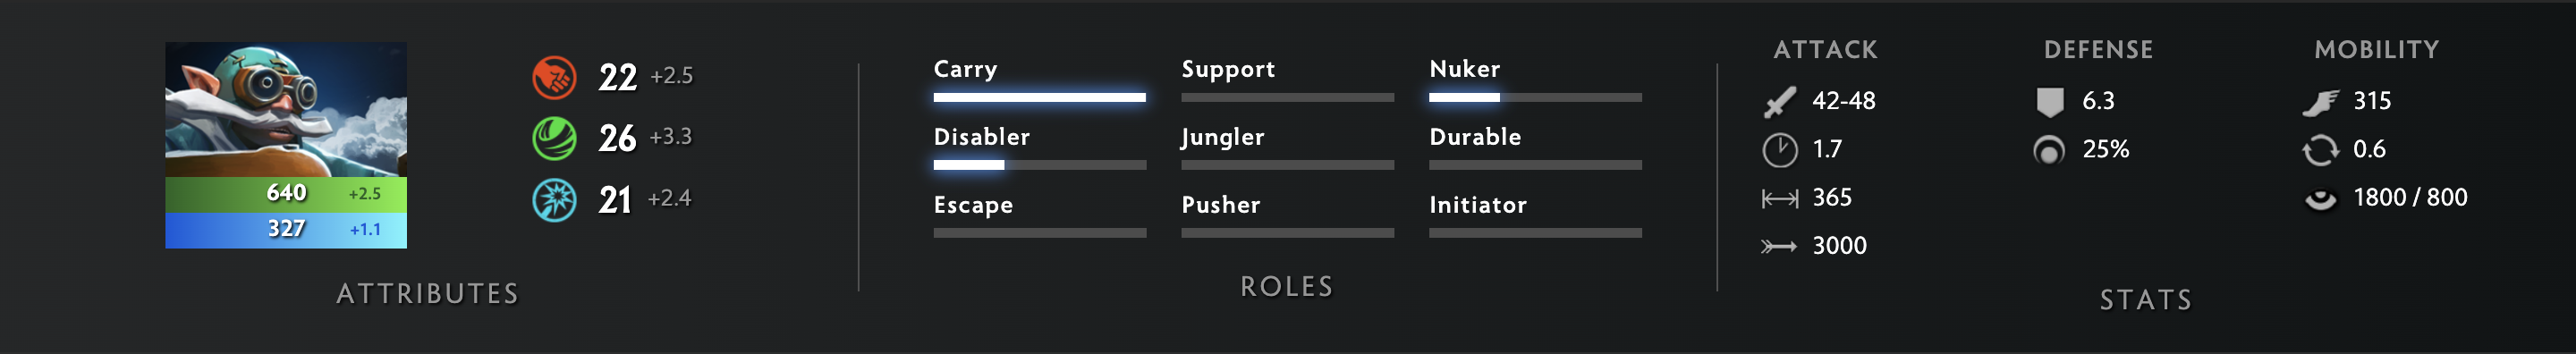 640 +2.5
327 +1.1
22 +2.5
26 +3.3
21 +2.4
ATTRIBUTES
Carry Support Nuker
Disabler Jungler Durable
Escape Pusher Initiator
ROLES
ATTACK
42-48
1.7
365
3000
DEFENSE
6.3
25%
MOBILITY
315
0.6
1800 / 800
STATS